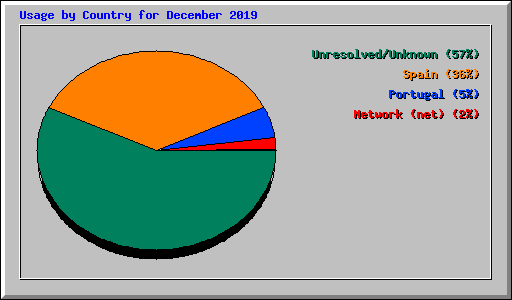 Usage by Country for December 2019
Unresolved/Unknown (57%)
Spain (36%)
Portugal (5%)
Network (net) (2%)